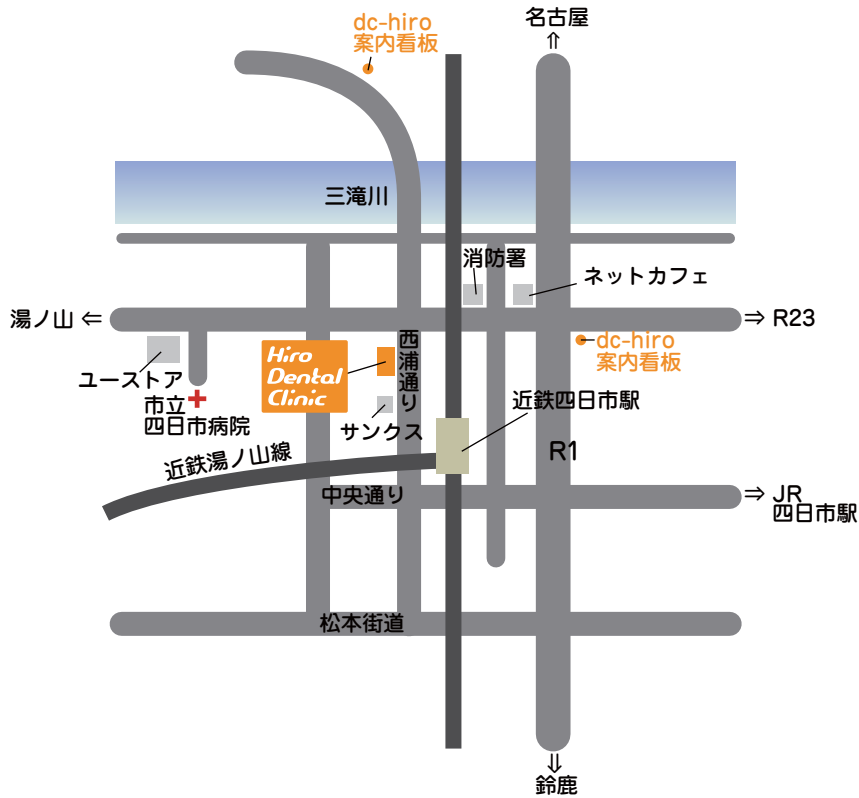 名古屋
⇑
dc-hiro
案内看板
三滝川
消防署
ネットカフェ
湯ノ山 ⇐
⇒ R23
西浦通り
dc-hiro
案内看板
Hiro
Dental
Clinic
ユーストア
市立
四日市病院
サンクス
近鉄四日市駅
R1
近鉄湯ノ山線
中央通り
⇒ JR
四日市駅
松本街道
⇓
鈴鹿